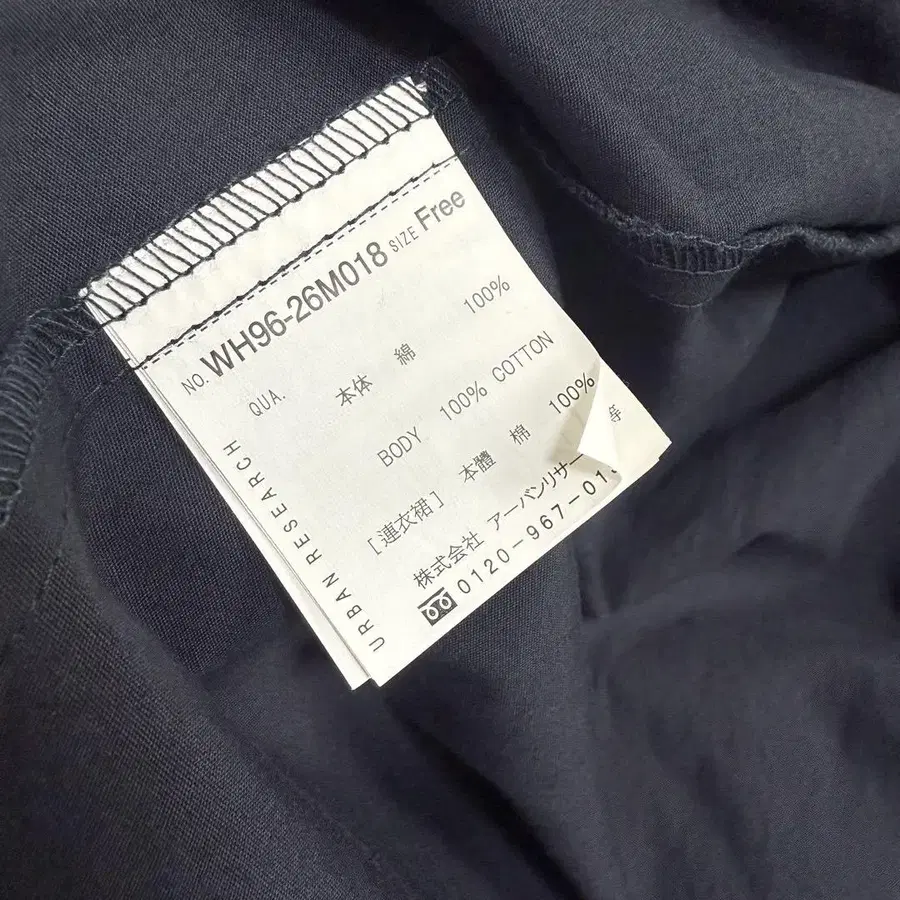 NO. WH96-26M018 SIZE Free
QUA. 本体 綿 100%
BODY 100% COTTON
[連衣裙] 本體 棉 100%
株式会社 アーバンリサー 等
0120-967-01
URBAN RESEARCH